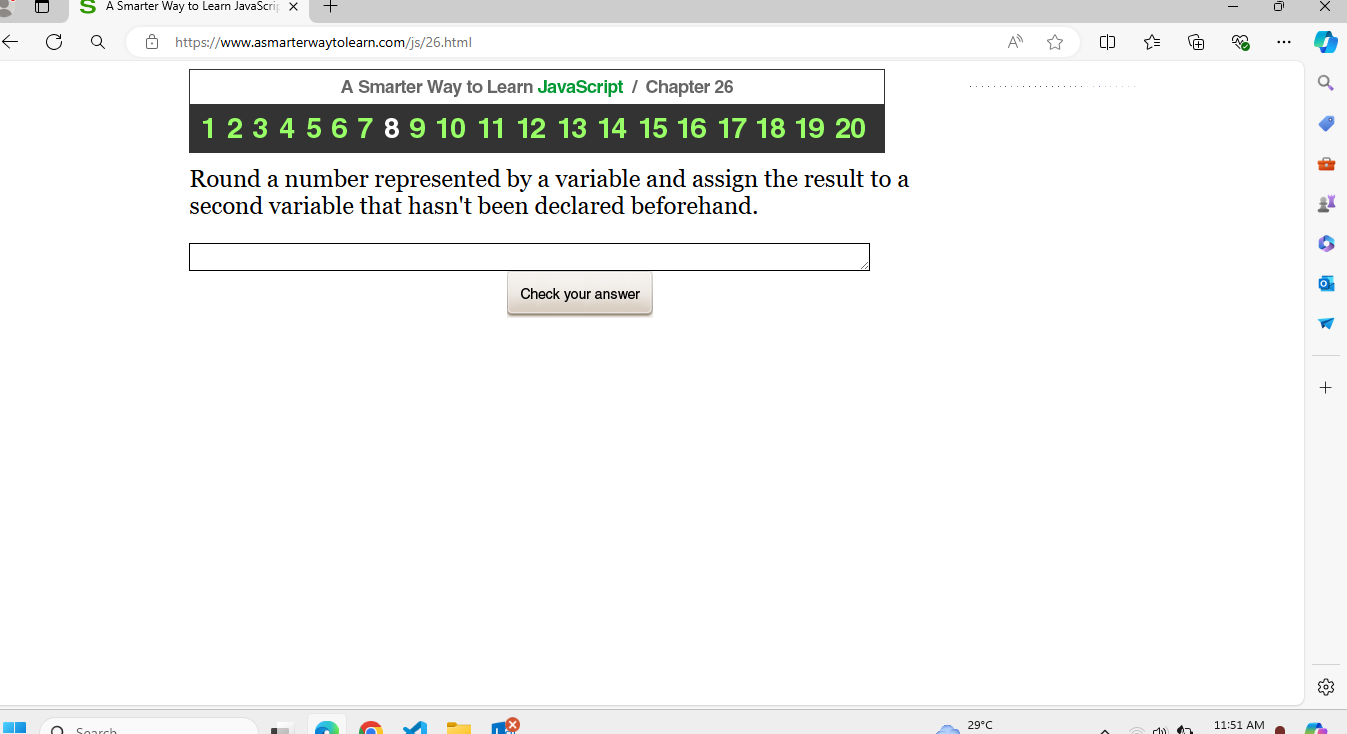 A Smarter Way to Learn JavaScrip
https://www.asmarterwaytolearn.com/js/26.html
A Smarter Way to Learn JavaScript / Chapter 26
1 2 3 4 5 6 7 8 9 10 11 12 13 14 15 16 17 18 19 20
Round a number represented by a variable and assign the result to a
second variable that hasn't been declared beforehand.
Check your answer
Search
29°C
11:51 AM